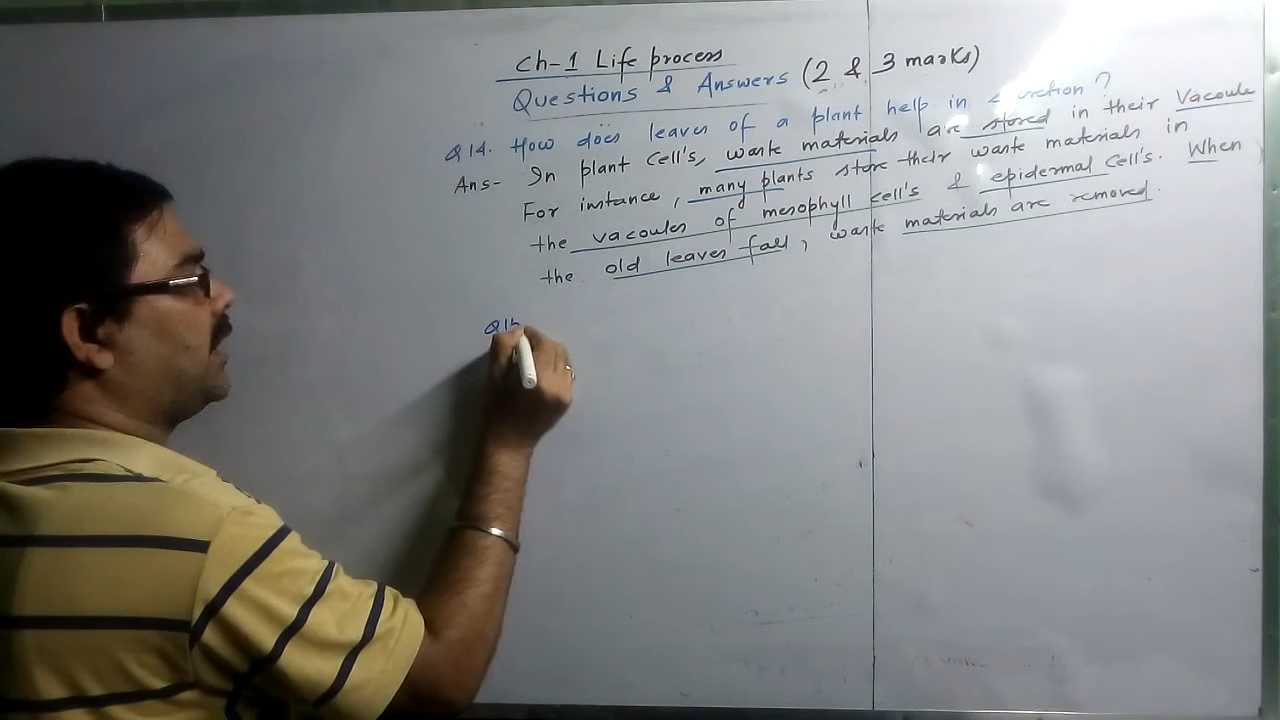 Ch-1 Life process
Questions & Answers (2 & 3 marks)
Q14. How does leaves of a plant help in excretion?
Ans- In plant cell's, waste materials are stored in their vacoule
For instance, many plants store their waste materials in
the vacoules of mesophyll cell's & epidermal cell's. When
the old leaves fall, waste materials are removed.
Q15